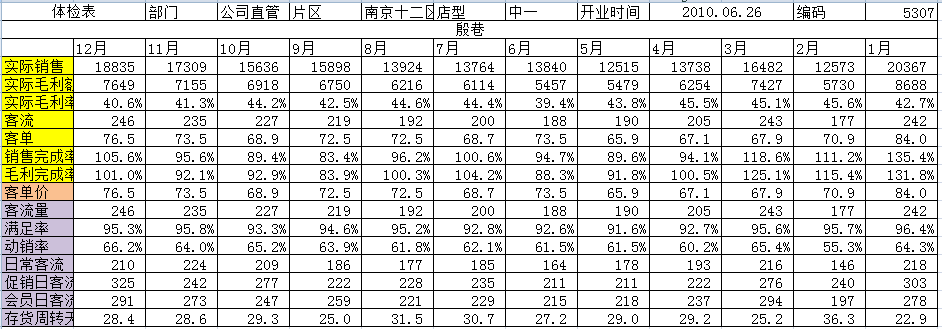 体检表 部门 公司直管 片区 南京十二区 店型 中一 开业时间 2010.06.26 编码 5307
殷巷
12月 11月 10月 9月 8月 7月 6月 5月 4月 3月 2月 1月
实际销售 18835 17309 15636 15898 13924 13764 13840 12515 13738 16482 12573 20367
实际毛利额 7649 7155 6918 6750 6216 6114 5457 5479 6254 7427 5730 8688
实际毛利率 40.6% 41.3% 44.2% 42.5% 44.6% 44.4% 39.4% 43.8% 45.5% 45.1% 45.6% 42.7%
客流 246 235 227 219 192 200 188 190 205 243 177 242
客单 76.5 73.5 68.9 72.5 72.5 68.7 73.5 65.9 67.1 67.9 70.9 84.0
销售完成率 105.6% 95.6% 89.4% 83.4% 96.2% 100.6% 94.7% 89.6% 94.1% 118.6% 111.2% 135.4%
毛利完成率 101.0% 92.1% 92.9% 83.9% 100.3% 104.2% 88.3% 91.8% 100.5% 125.1% 115.4% 131.8%
客单价 76.5 73.5 68.9 72.5 72.5 68.7 73.5 65.9 67.1 67.9 70.9 84.0
客流量 246 235 227 219 192 200 188 190 205 243 177 242
满足率 95.3% 95.8% 93.3% 94.6% 95.2% 92.8% 92.6% 91.6% 92.7% 95.6% 95.7% 96.4%
动销率 66.2% 64.0% 65.2% 63.9% 61.8% 62.1% 61.5% 61.5% 60.2% 65.4% 55.3% 64.3%
日常客流 210 224 209 186 177 185 164 178 193 216 146 218
促销日客流 325 242 277 222 228 235 211 211 222 276 240 303
会员日客流 291 273 247 259 221 229 215 218 237 294 197 278
存货周转天 28.4 28.6 29.3 25.0 31.5 30.7 27.2 29.0 29.2 25.2 36.3 22.9